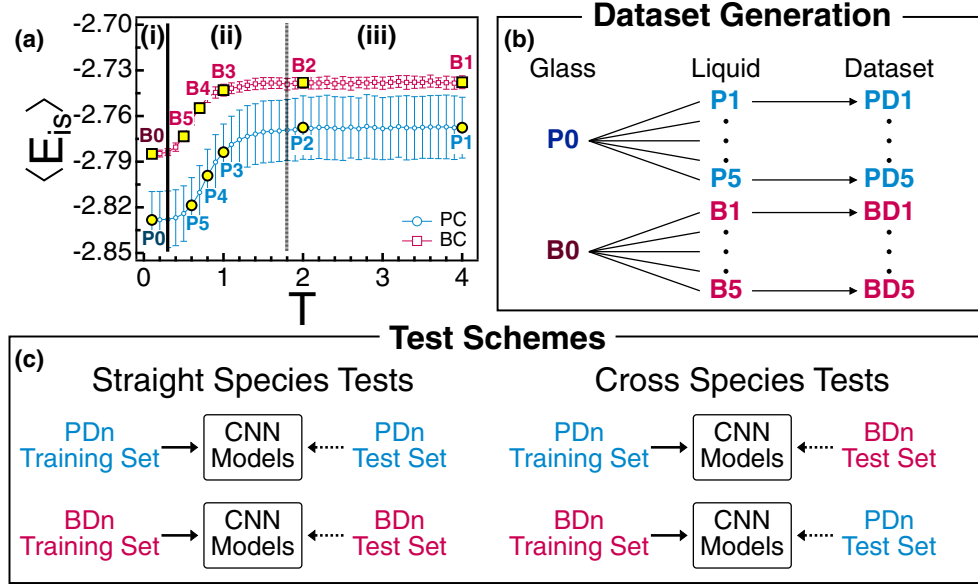 (a)
(i)
(ii)
(iii)
-2.70
-2.73
-2.76
-2.79
-2.82
-2.85
⟨E_is⟩
B0
B5
B4
B3
B2
B1
P0
P5
P4
P3
P2
P1
PC
BC
0
1
2
3
4
T
Dataset Generation
(b)
Glass
Liquid
Dataset
P1
PD1
P0
P5
PD5
B1
BD1
B0
B5
BD5
Test Schemes
(c)
Straight Species Tests
Cross Species Tests
PDn
Training Set
CNN
Models
PDn
Test Set
PDn
Training Set
CNN
Models
BDn
Test Set
BDn
Training Set
CNN
Models
BDn
Test Set
BDn
Training Set
CNN
Models
PDn
Test Set